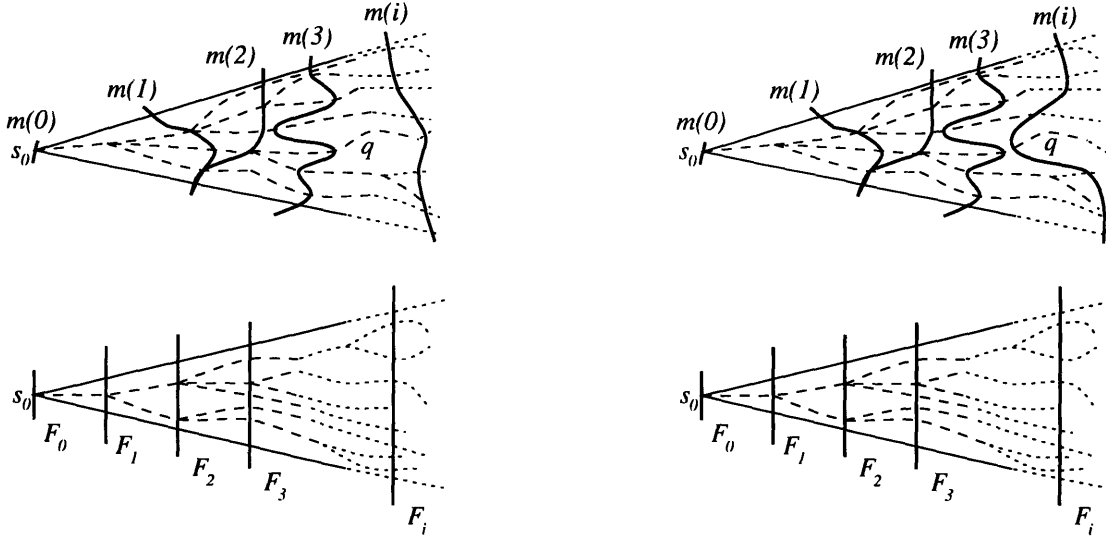 m(0)
s0
m(1)
m(2)
m(3)
m(i)
q
m(0)
s0
m(1)
m(2)
m(3)
m(i)
q
s0
F0
F1
F2
F3
Fi
s0
F0
F1
F2
F3
Fi